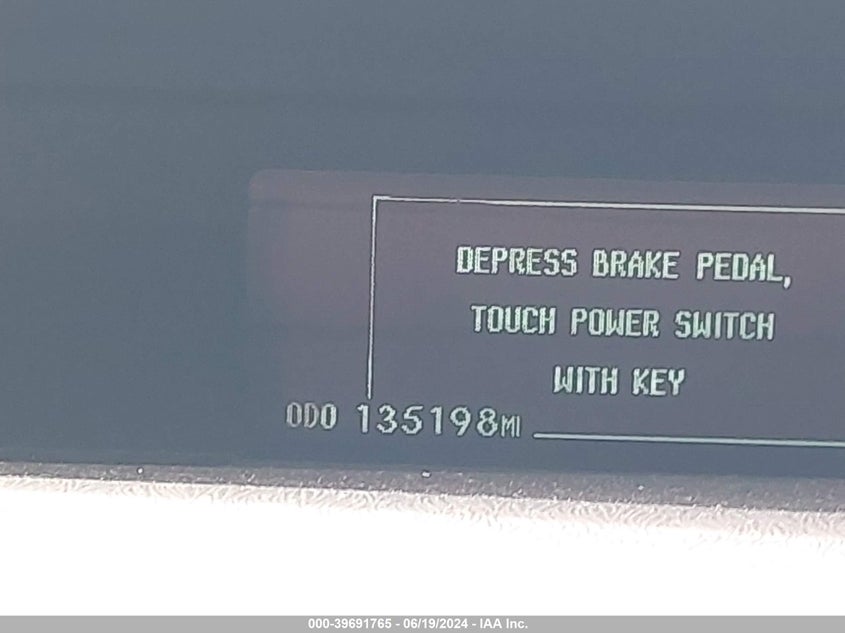 DEPRESS BRAKE PEDAL,
TOUCH POWER SWITCH
WITH KEY
ODO 135198MI
000-39691765 - 06/19/2024 - IAA Inc.